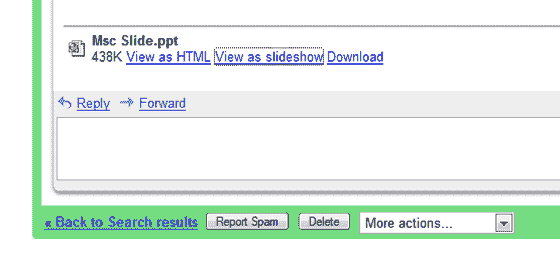 Msc Slide.ppt
438K View as HTML View as slideshow Download
Reply Forward
« Back to Search results Report Spam Delete More actions...